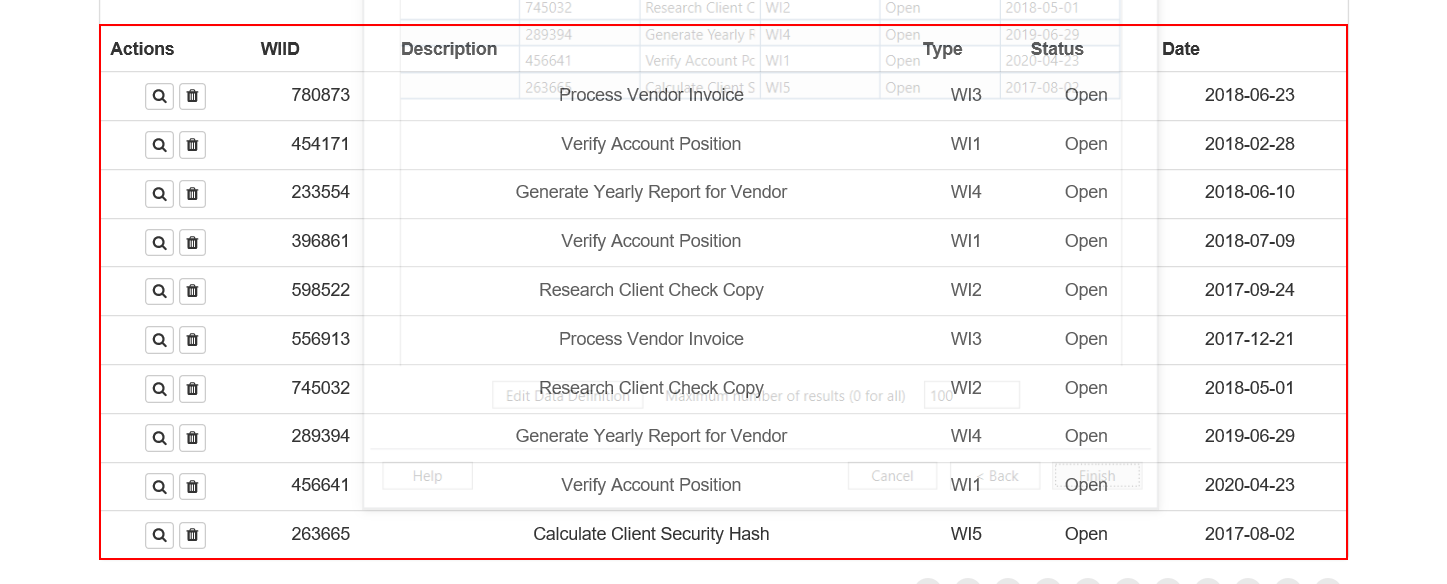 745032 Research Client C WI2 Open 2018-05-01
289394 Generate Yearly F WI4 Open 2019-06-29
Actions WIID Description Type Status Date
456641 Verify Account Pc WI1 Open 2020-04-23
263665 Calculate Client S WI5 Open 2017-08-02
780873 Process Vendor Invoice WI3 Open 2018-06-23
454171 Verify Account Position WI1 Open 2018-02-28
233554 Generate Yearly Report for Vendor WI4 Open 2018-06-10
396861 Verify Account Position WI1 Open 2018-07-09
598522 Research Client Check Copy WI2 Open 2017-09-24
556913 Process Vendor Invoice WI3 Open 2017-12-21
745032 Research Client Check Copy WI2 Open 2018-05-01
Edit Data Definition Maximum number of results (0 for all) 100
289394 Generate Yearly Report for Vendor WI4 Open 2019-06-29
Help Cancel < Back Finish
456641 Verify Account Position WI1 Open 2020-04-23
263665 Calculate Client Security Hash WI5 Open 2017-08-02